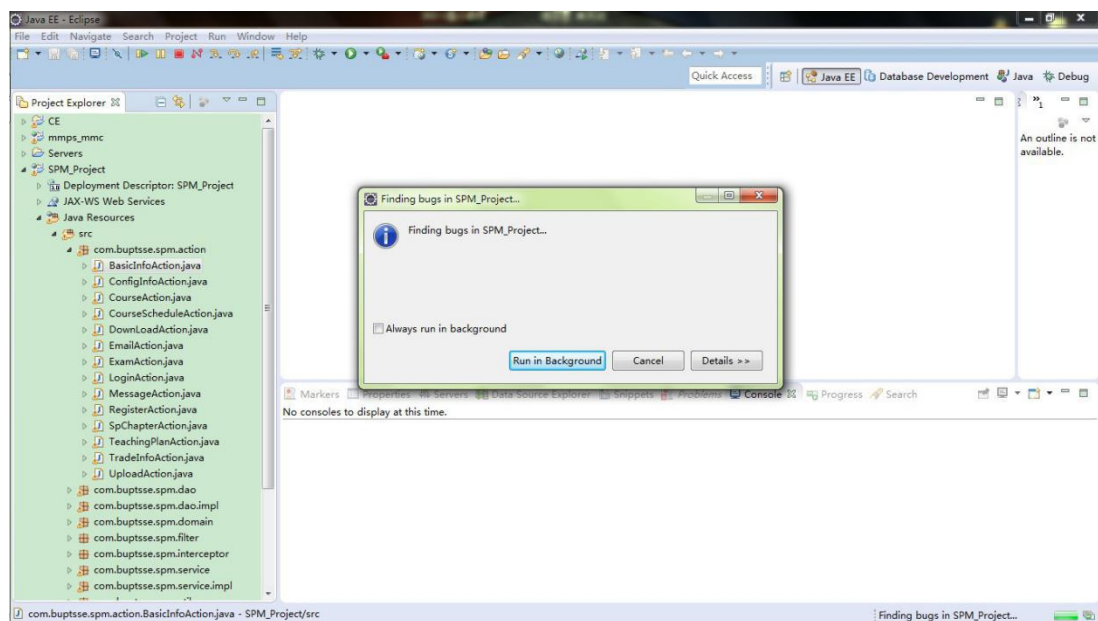 Java EE - Eclipse
File Edit Navigate Search Project Run Window Help
Quick Access
Java EE
Database Development
Java
Debug
Project Explorer
CE
mmps_mmc
Servers
SPM_Project
Deployment Descriptor: SPM_Project
JAX-WS Web Services
Java Resources
src
com.buptsse.spm.action
BasicInfoAction.java
ConfigInfoAction.java
CourseAction.java
CourseScheduleAction.java
DownLoadAction.java
EmailAction.java
ExamAction.java
LoginAction.java
MessageAction.java
RegisterAction.java
SpChapterAction.java
TeachingPlanAction.java
TradeInfoAction.java
UploadAction.java
com.buptsse.spm.dao
com.buptsse.spm.dao.impl
com.buptsse.spm.domain
com.buptsse.spm.filter
com.buptsse.spm.interceptor
com.buptsse.spm.service
com.buptsse.spm.service.impl
An outline is not
available.
Finding bugs in SPM_Project...
Finding bugs in SPM_Project...
Always run in background
Run in Background
Cancel
Details >>
Markers Properties Servers Data Source Explorer Snippets Problems Console Progress Search
No consoles to display at this time.
com.buptsse.spm.action.BasicInfoAction.java - SPM_Project/src
Finding bugs in SPM_Project...